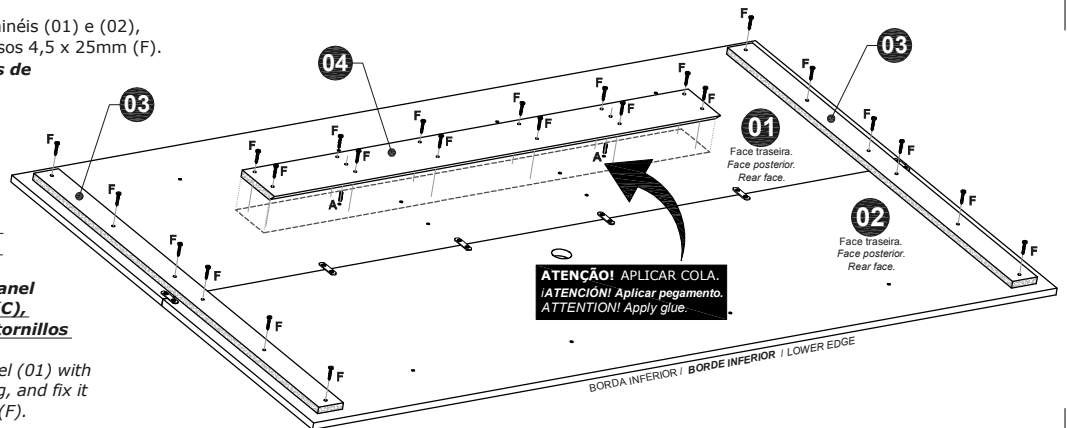 inéis (01) e (02),
sos 4,5 x 25mm (F).
s de
anel
(C),
tornillos
el (01) with
g, and fix it
(F).
03
F
F
F
F
F
F
04
F
F
F
F
F
F
F
F
F
F
F
F
A
A
03
F
F
F
F
F
F
01
Face traseira.
Face posterior.
Rear face.
02
Face traseira.
Face posterior.
Rear face.
ATENÇÃO! APLICAR COLA.
¡ATENCIÓN! Aplicar pegamento.
ATTENTION! Apply glue.
BORDA INFERIOR / BORDE INFERIOR / LOWER EDGE